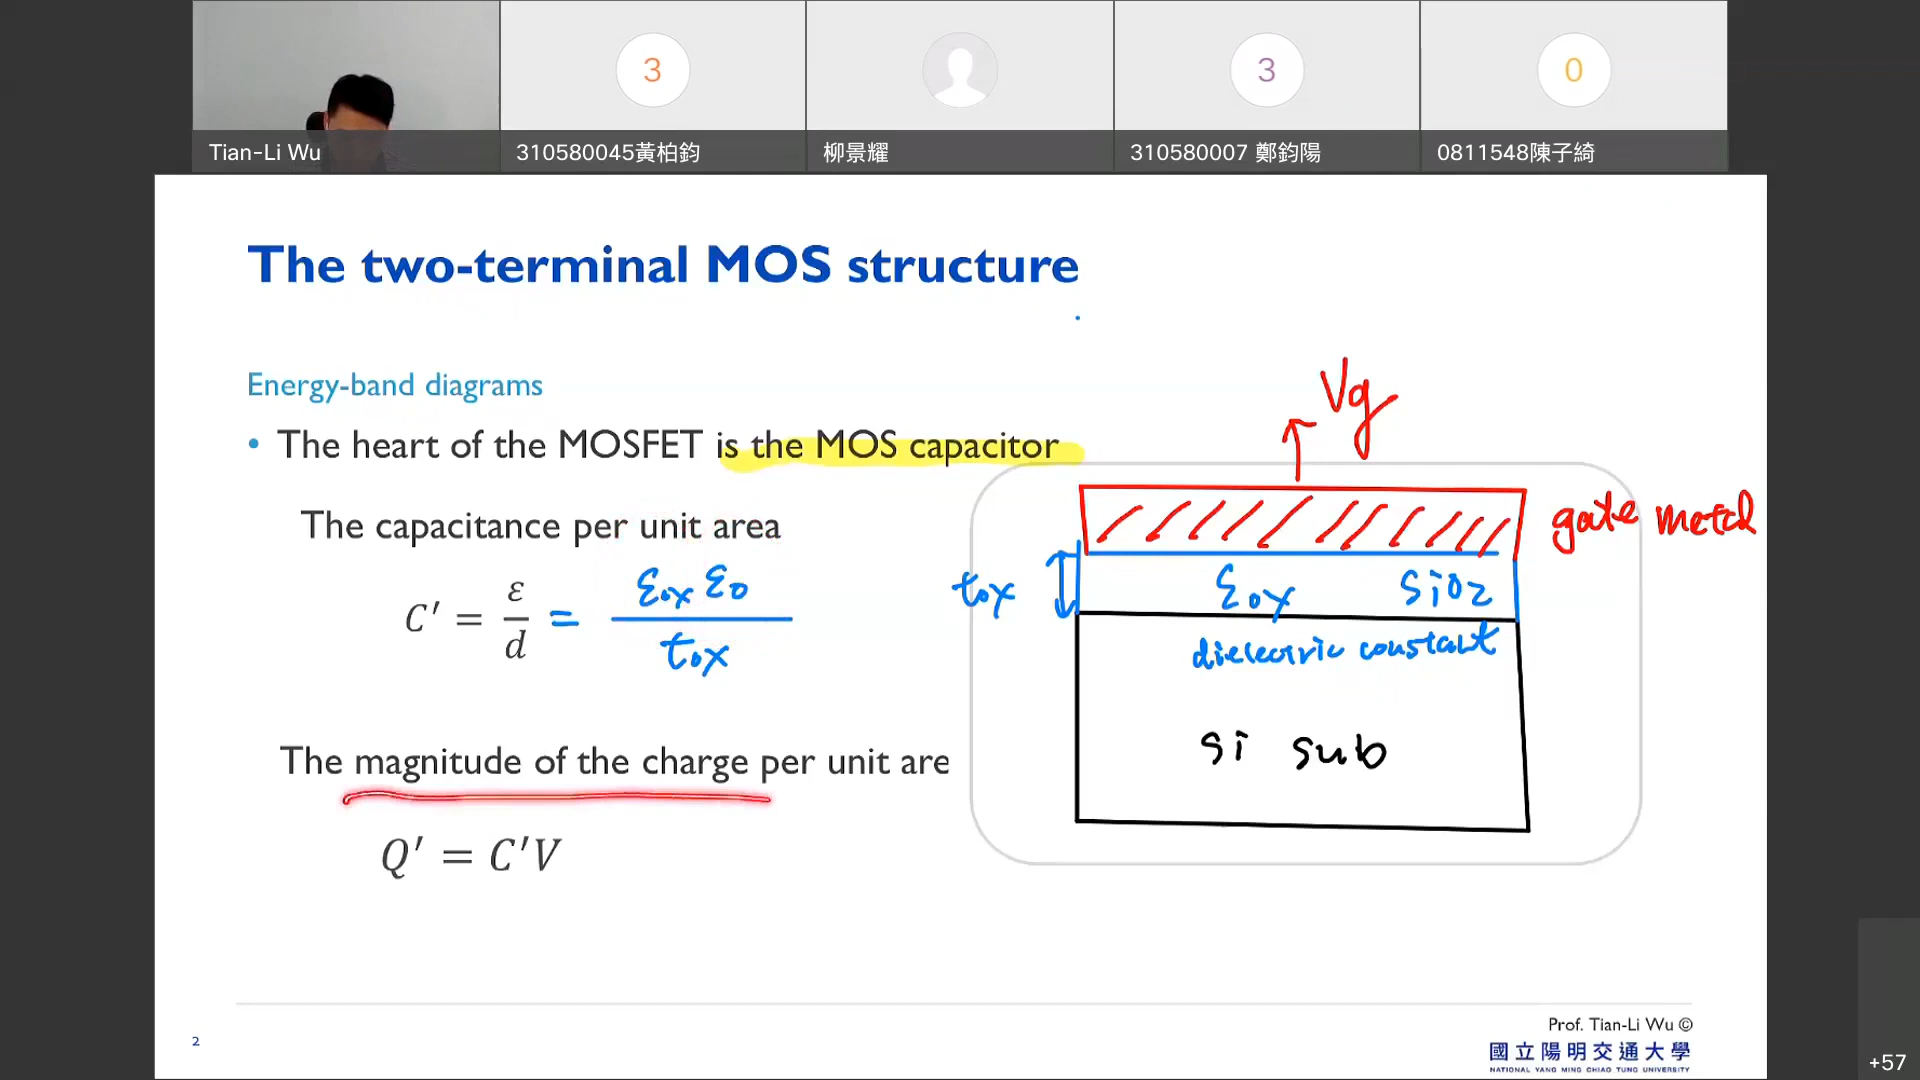 3
3
0
Tian-Li Wu
310580045黃柏鈞
柳景耀
310580007 鄭鈞陽
0811548陳子綺
The two-terminal MOS structure
Energy-band diagrams
• The heart of the MOSFET is the MOS capacitor
The capacitance per unit area
C' = ε/d = εox ε0 / tox
The magnitude of the charge per unit are
Q' = C'V
Vg
gate metal
tox
εox SiO2
dielectric constant
Si sub
2
Prof. Tian-Li Wu ©
國立陽明交通大學
NATIONAL YANG MING CHIAO TUNG UNIVERSITY
+57